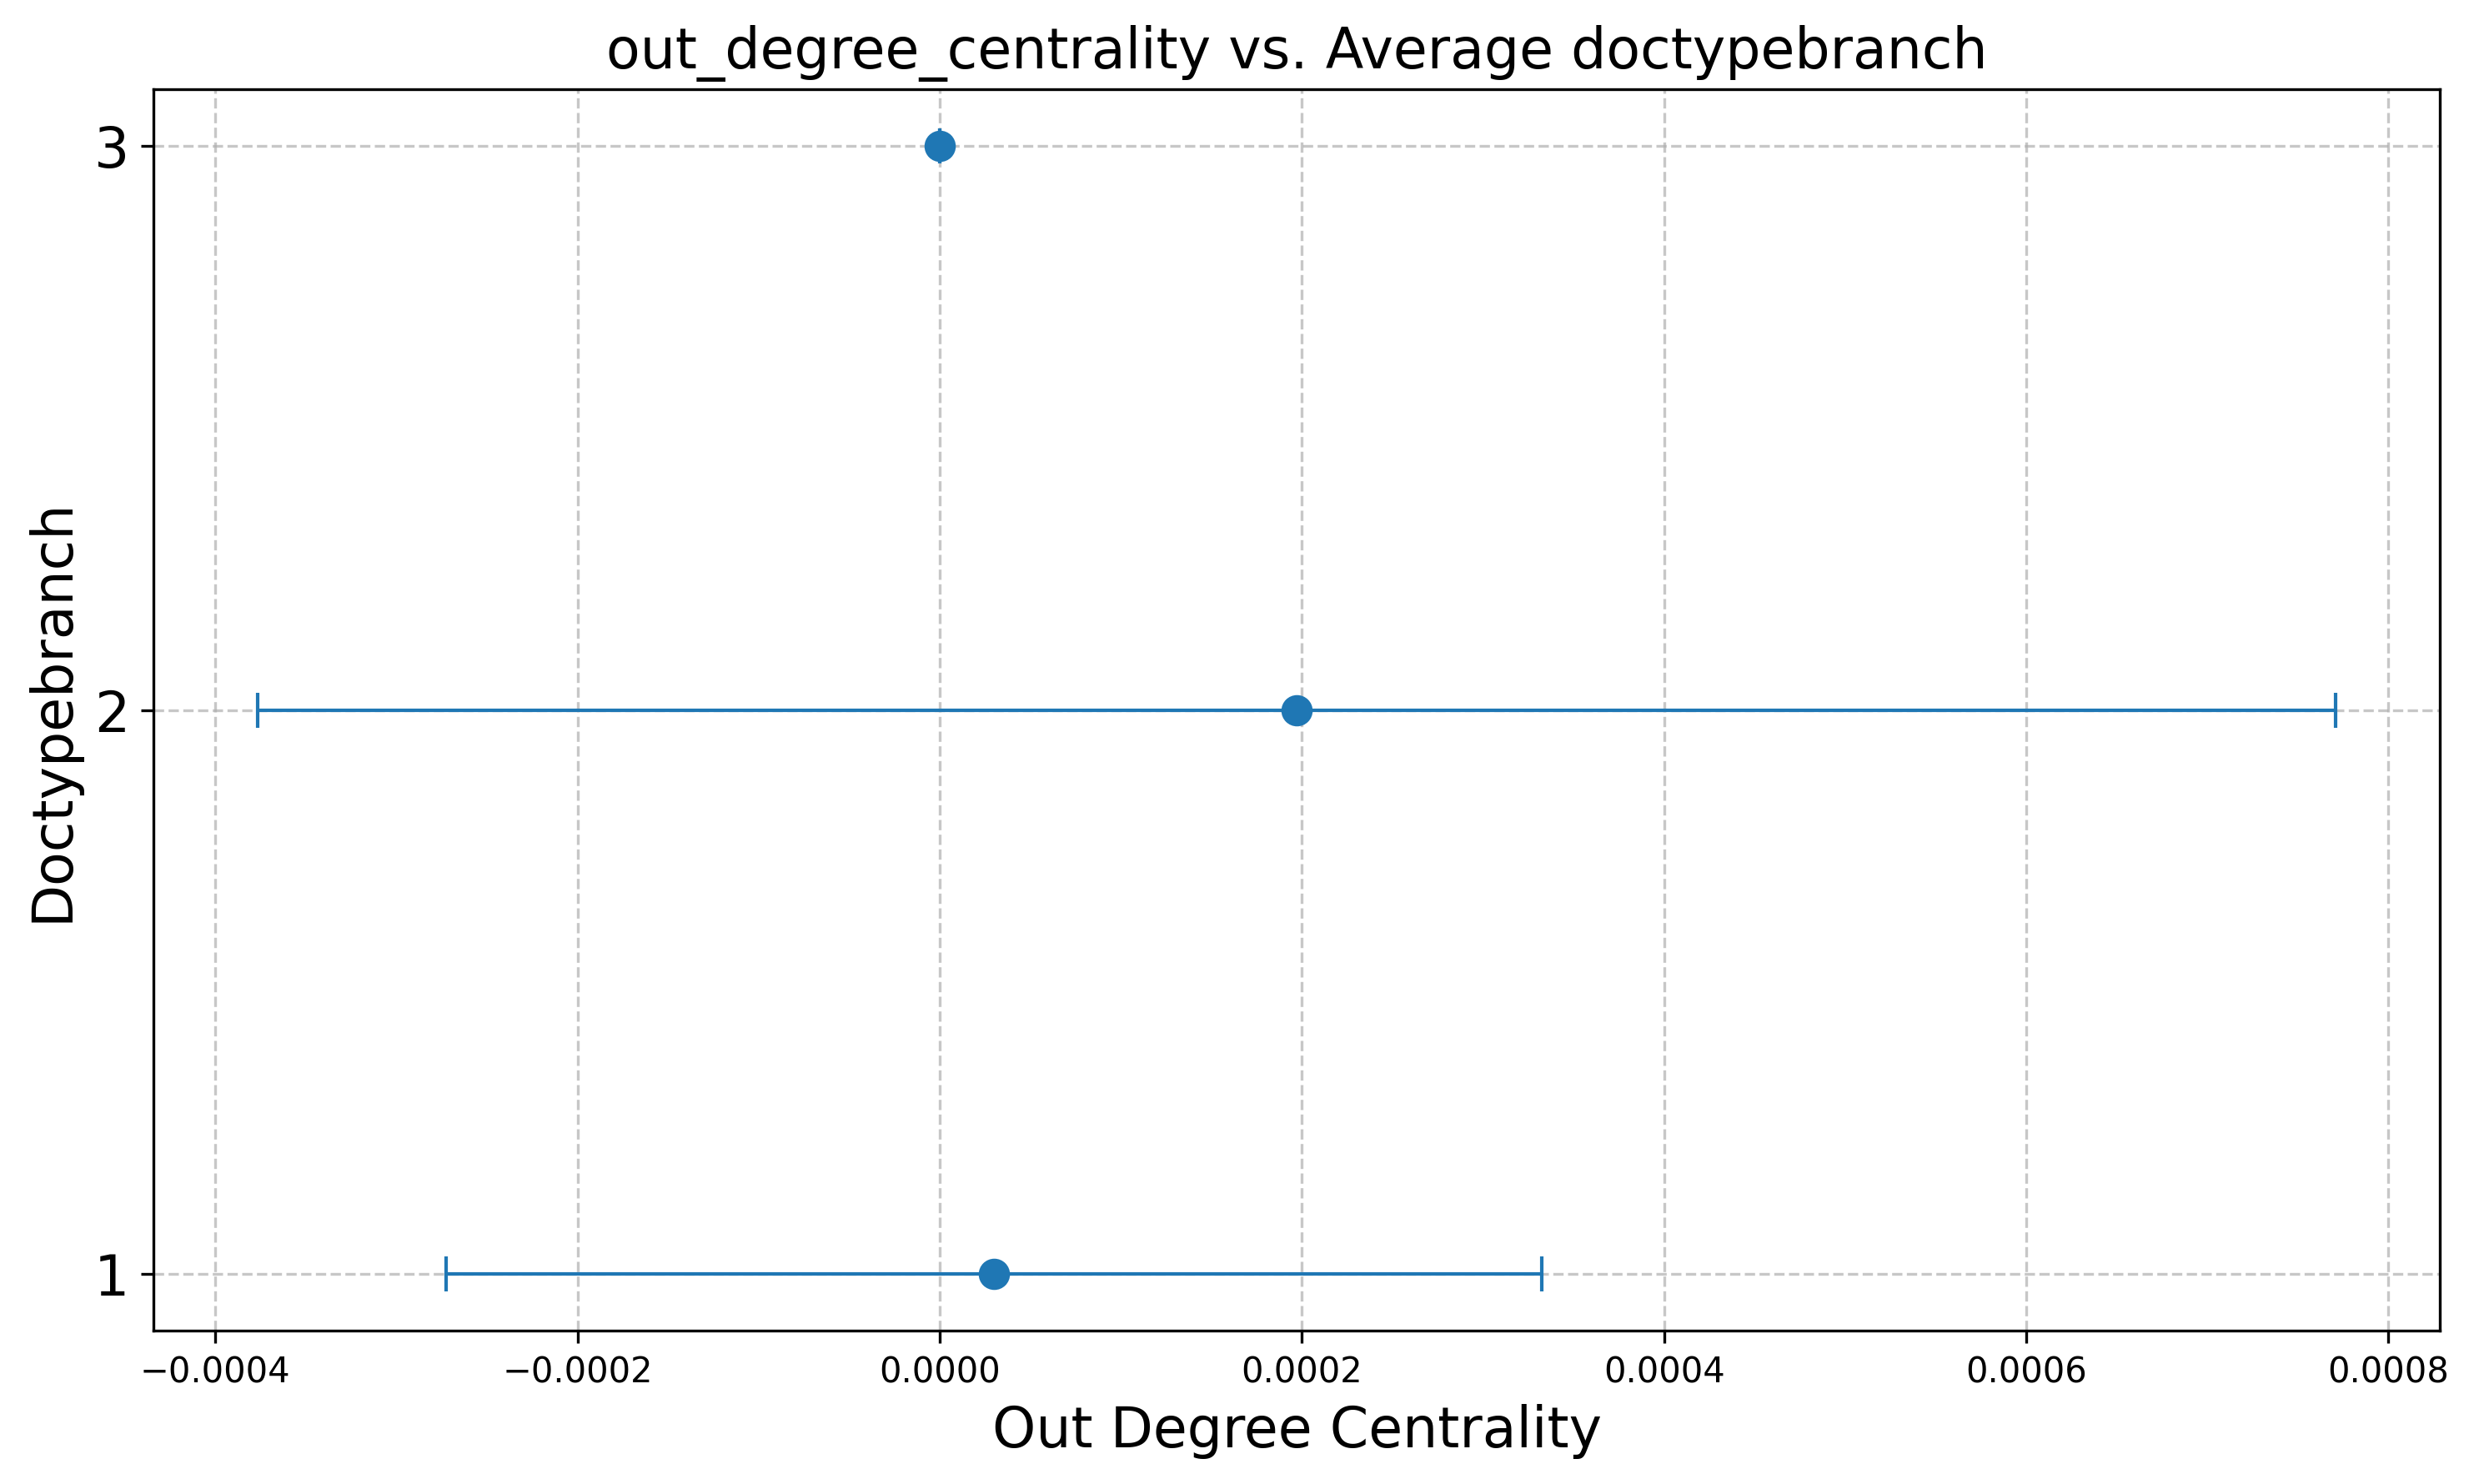 out_degree_centrality vs. Average doctypebranch
Doctypebranch
3
2
1
−0.0004 −0.0002 0.0000 0.0002 0.0004 0.0006 0.0008
Out Degree Centrality